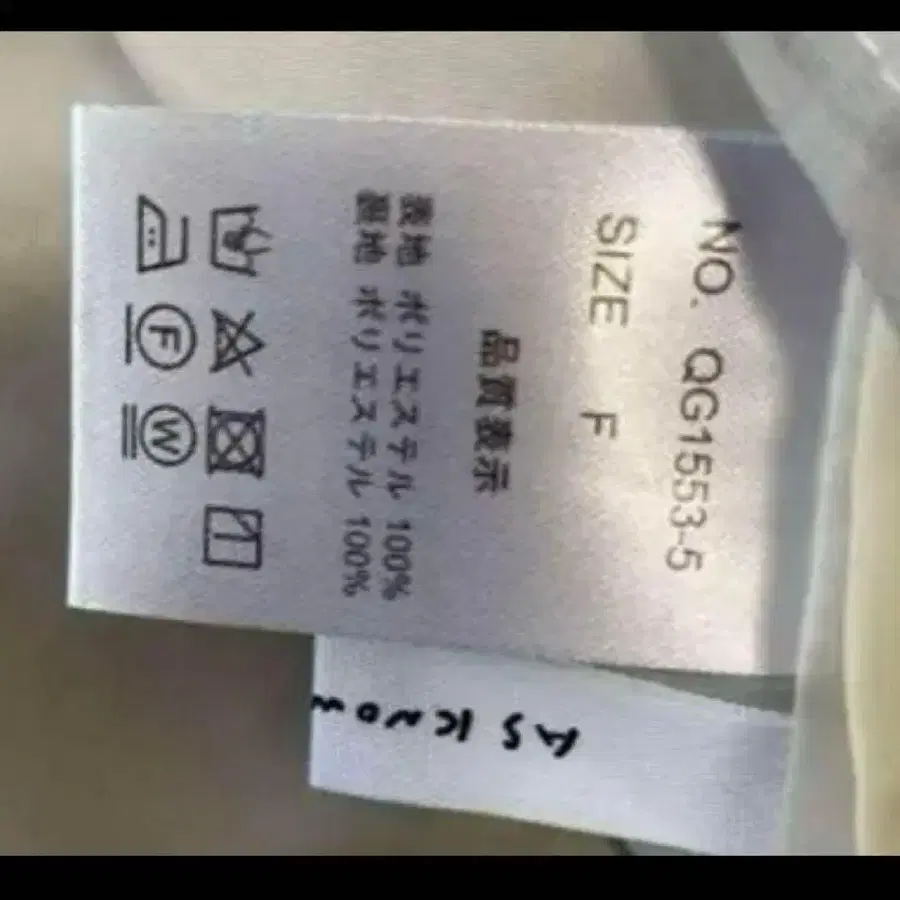 NO. QG1553-5
SIZE F
品質表示
表地 ポリエステル 100%
裏地 ポリエステル 100%
F
W
AS KNOW